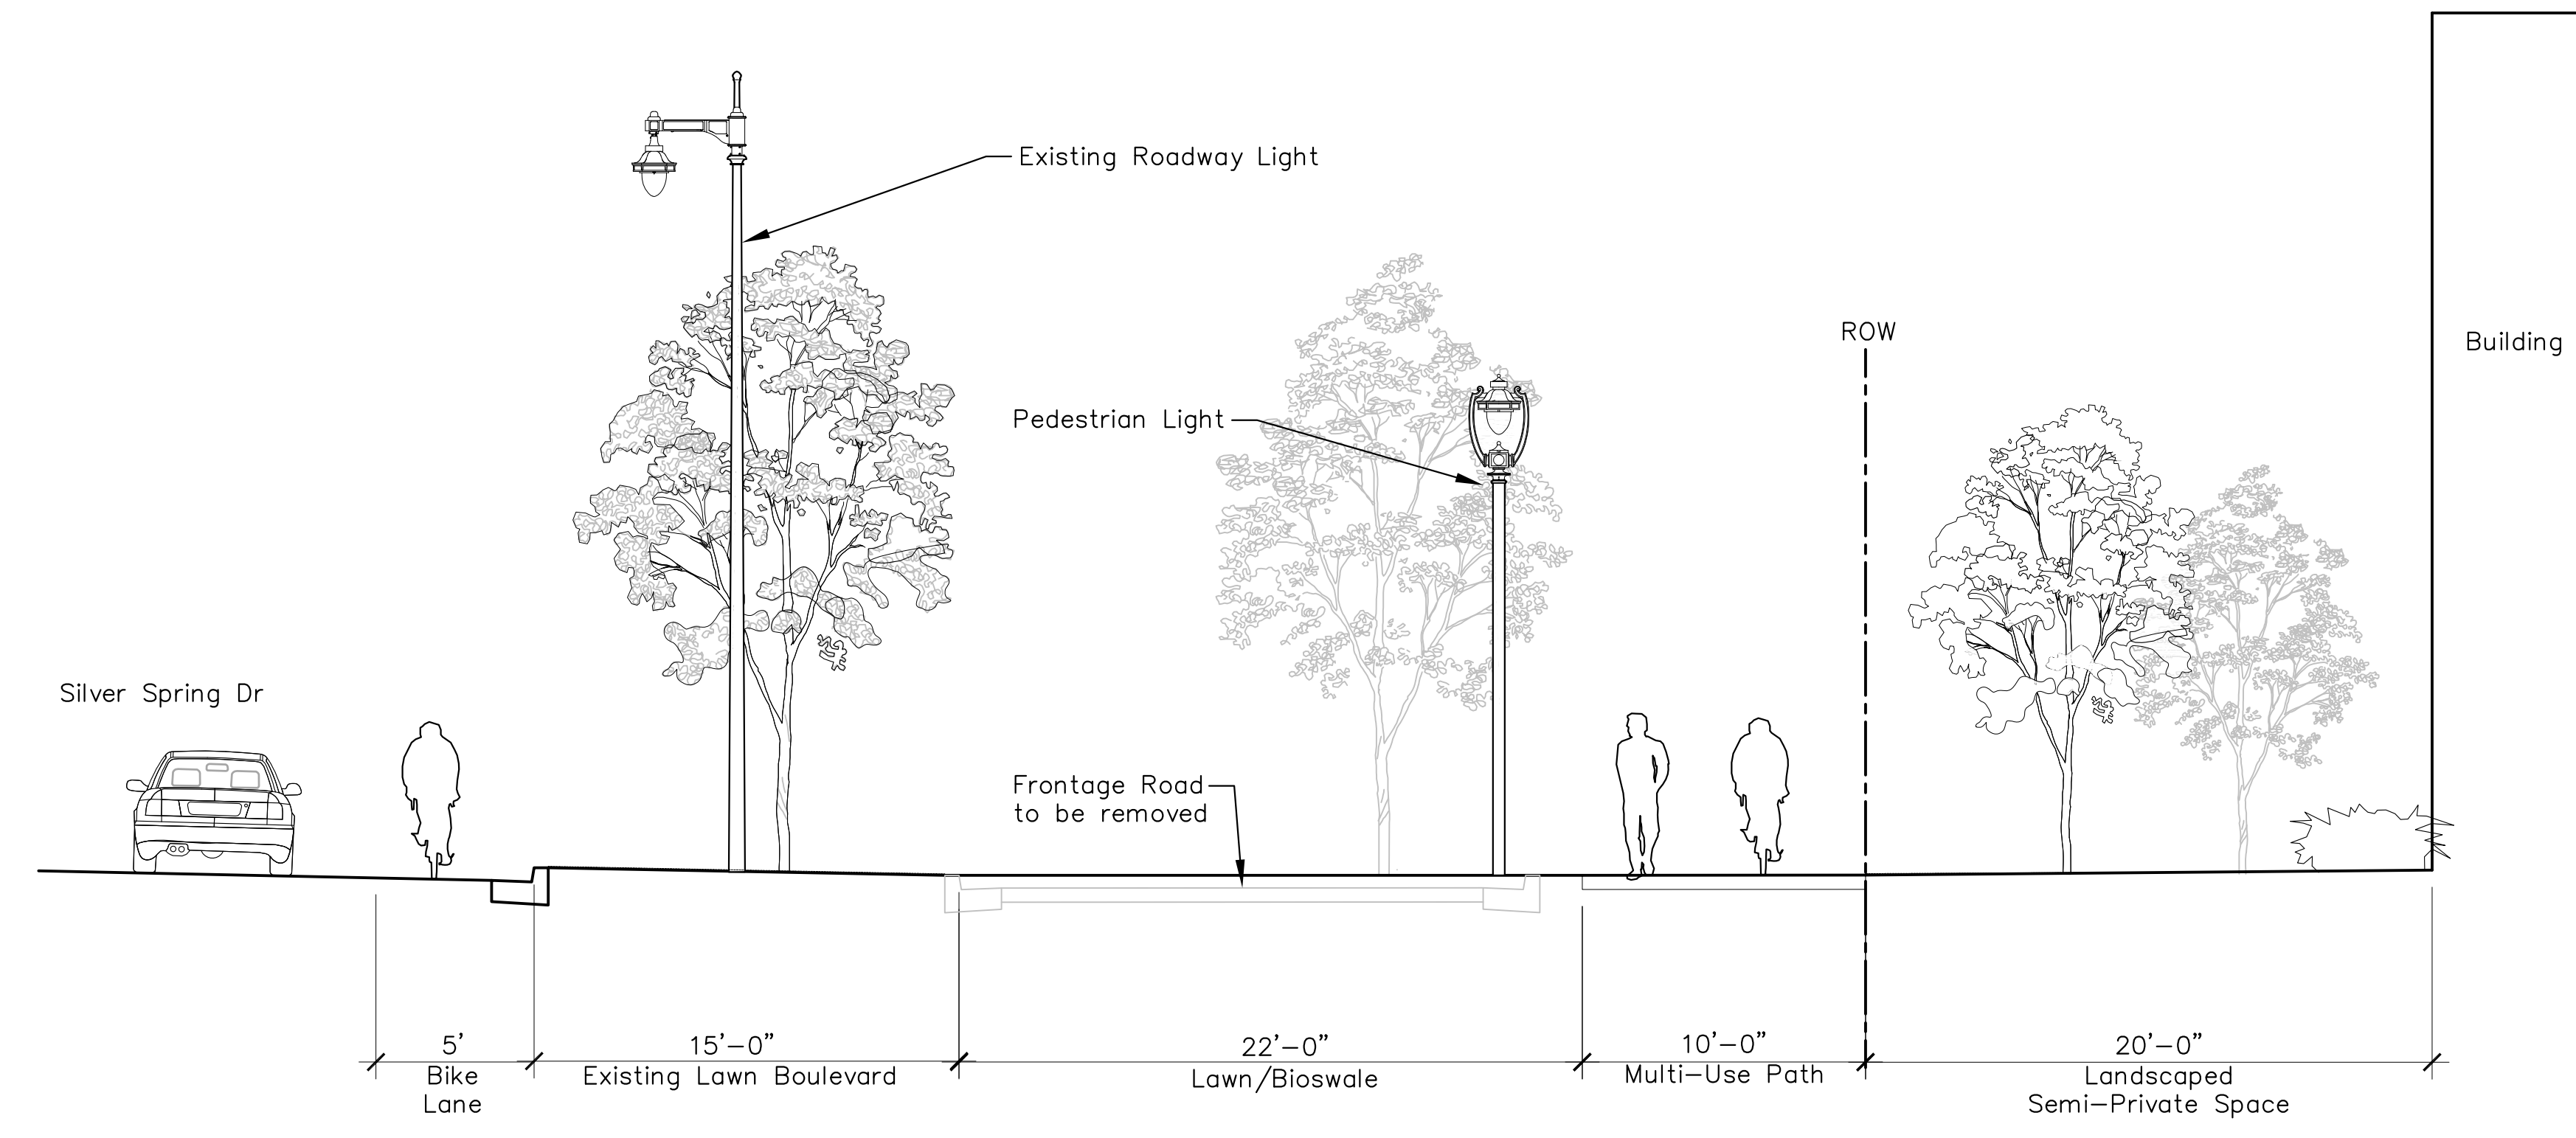 Existing Roadway Light
ROW
Building
Pedestrian Light
Silver Spring Dr
Frontage Road
to be removed
5'
Bike
Lane
15'-0"
Existing Lawn Boulevard
22'-0"
Lawn/Bioswale
10'-0"
Multi-Use Path
20'-0"
Landscaped
Semi-Private Space